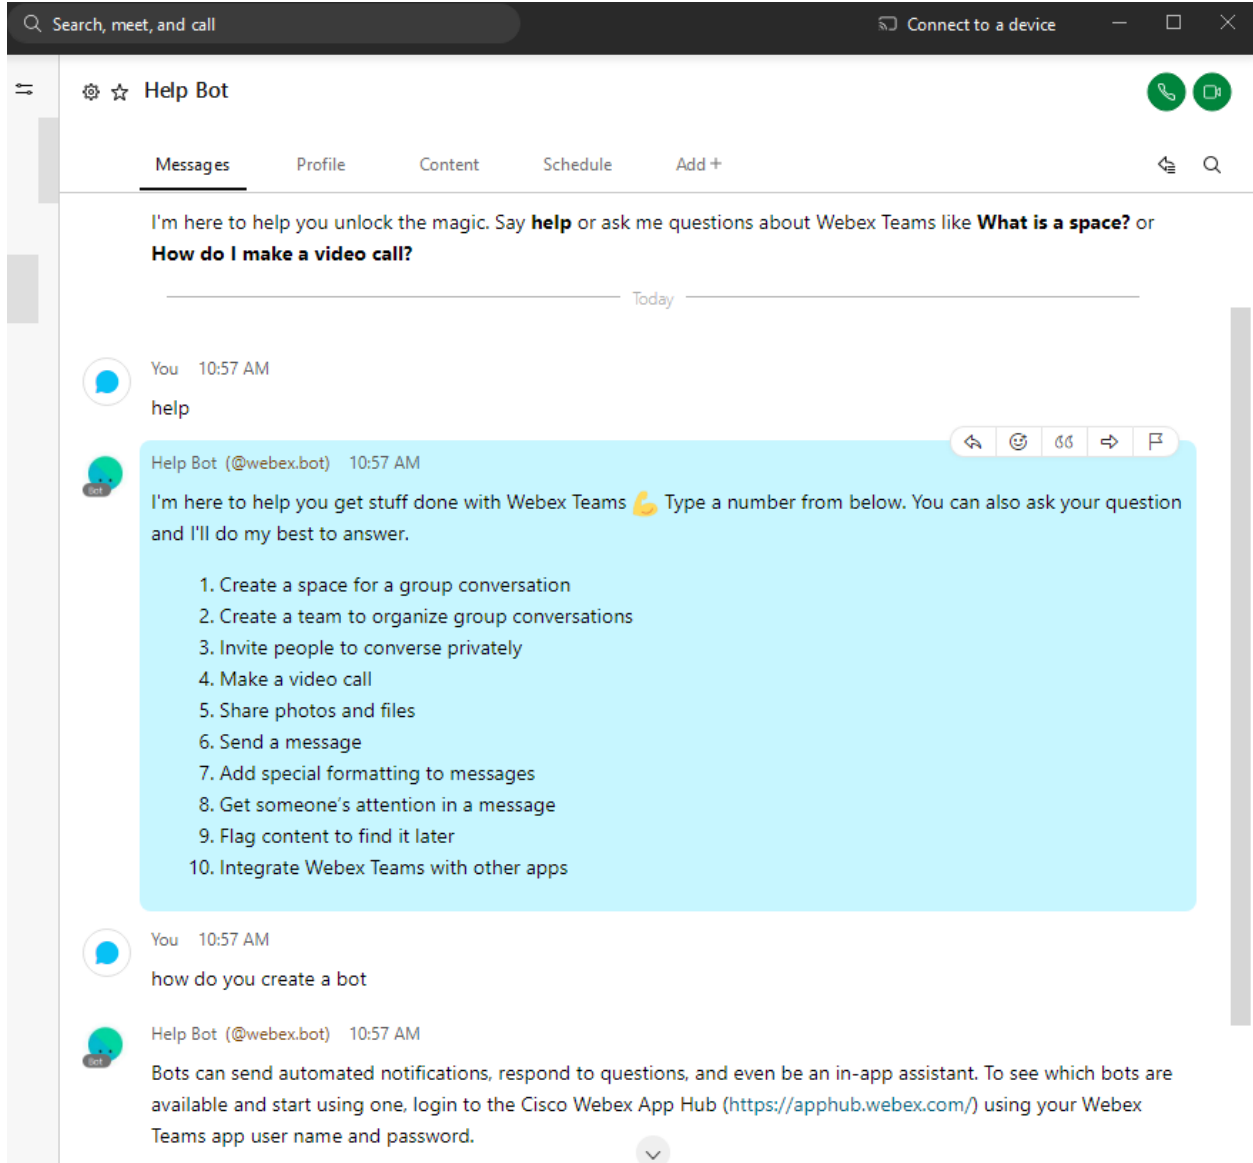 Search, meet, and call
Connect to a device
Help Bot
Messages Profile Content Schedule Add +
I'm here to help you unlock the magic. Say help or ask me questions about Webex Teams like What is a space? or
How do I make a video call?
Today
You 10:57 AM
help
Help Bot (@webex.bot) 10:57 AM
Bot
I'm here to help you get stuff done with Webex Teams 💪 Type a number from below. You can also ask your question
and I'll do my best to answer.
1. Create a space for a group conversation
2. Create a team to organize group conversations
3. Invite people to converse privately
4. Make a video call
5. Share photos and files
6. Send a message
7. Add special formatting to messages
8. Get someone’s attention in a message
9. Flag content to find it later
10. Integrate Webex Teams with other apps
You 10:57 AM
how do you create a bot
Help Bot (@webex.bot) 10:57 AM
Bot
Bots can send automated notifications, respond to questions, and even be an in-app assistant. To see which bots are
available and start using one, login to the Cisco Webex App Hub (https://apphub.webex.com/) using your Webex
Teams app user name and password.